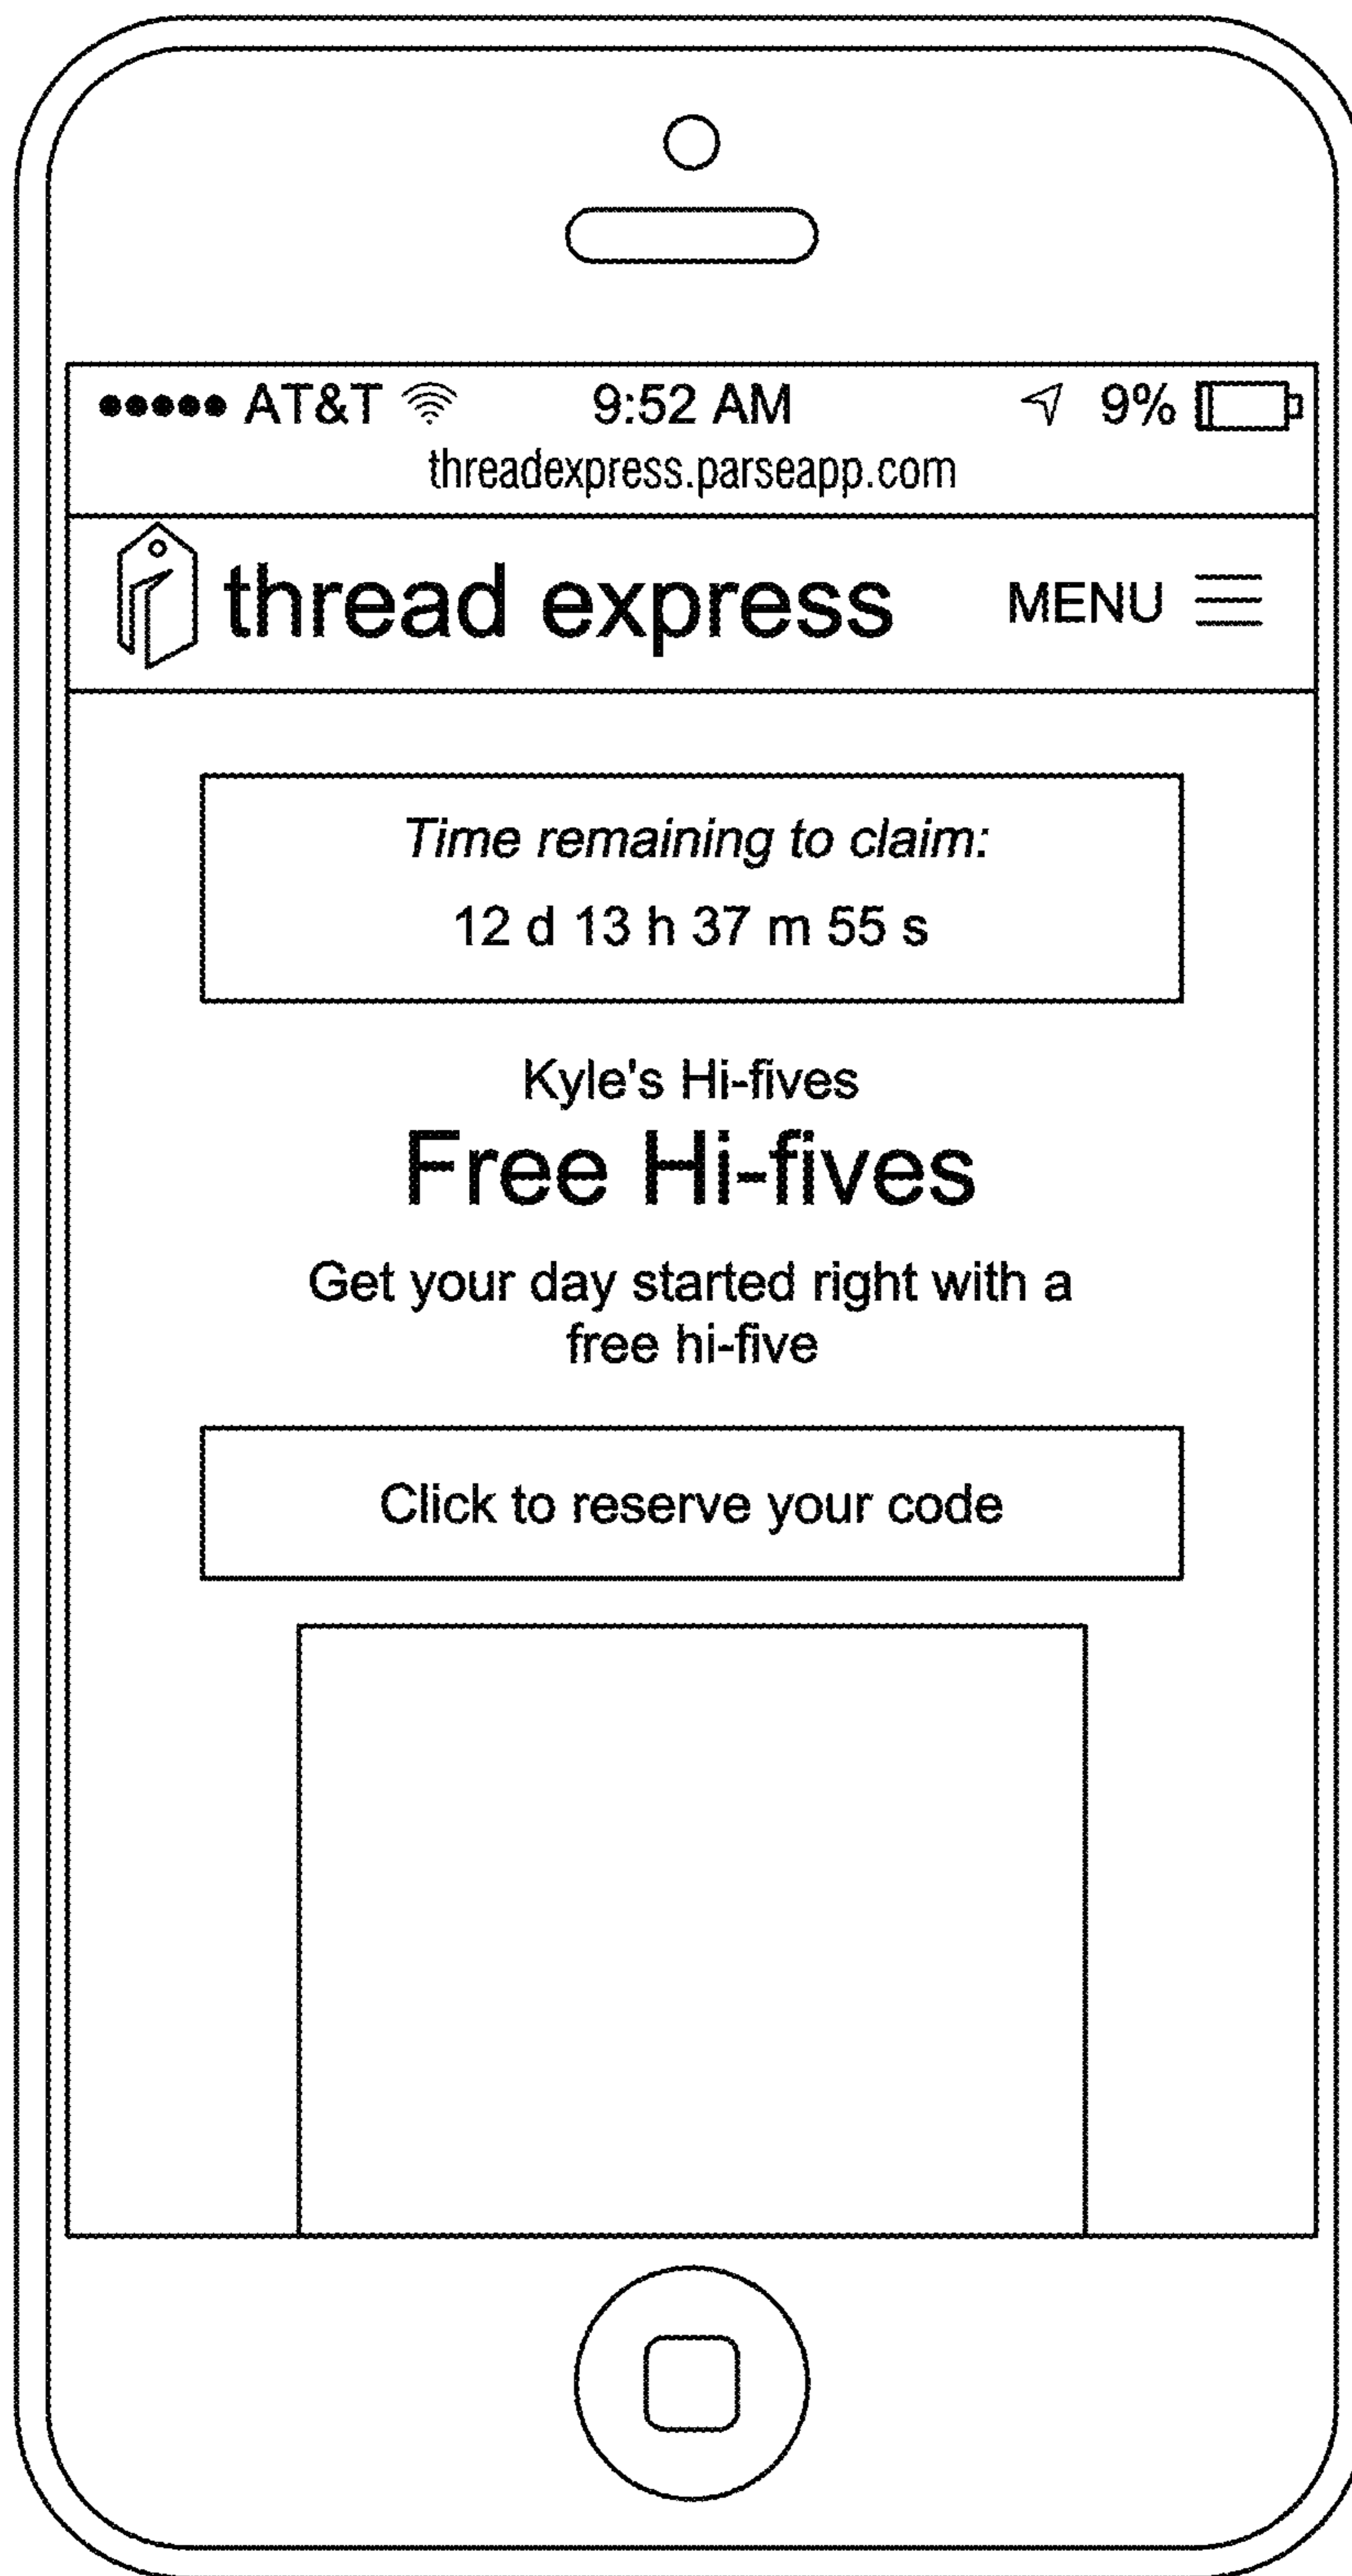 AT&T 9:52 AM 9%
threadexpress.parseapp.com
thread express MENU
Time remaining to claim:
12 d 13 h 37 m 55 s
Kyle's Hi-fives
Free Hi-fives
Get your day started right with a
free hi-five
Click to reserve your code